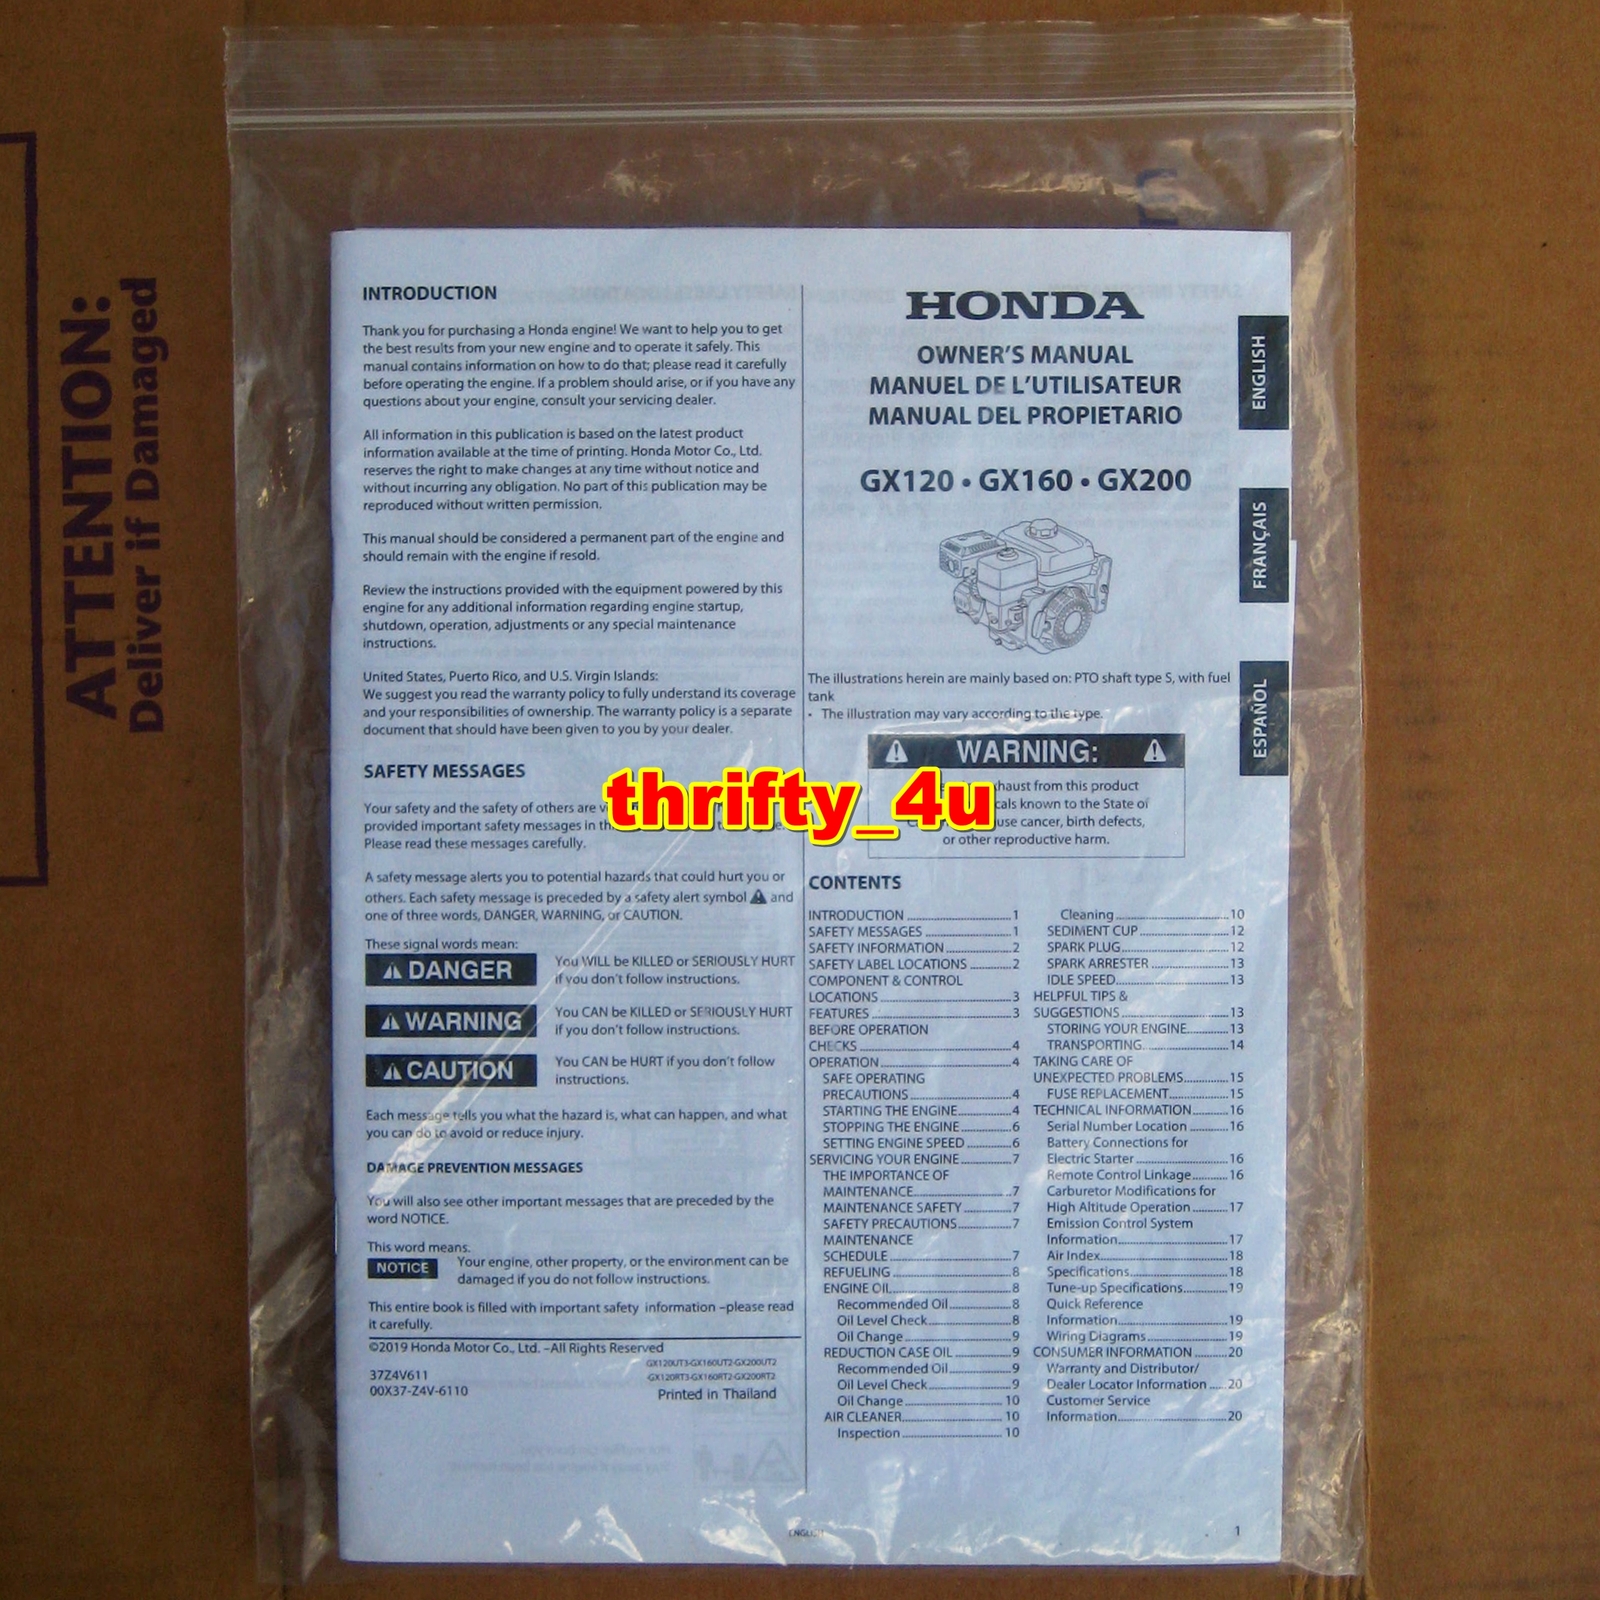 ATTENTION:
Deliver if Damaged
INTRODUCTION
Thank you for purchasing a Honda engine! We want to help you to get
the best results from your new engine and to operate it safely. This
manual contains information on how to do that; please read it carefully
before operating the engine. If a problem should arise, or if you have any
questions about your engine, consult your servicing dealer.
All information in this publication is based on the latest product
information available at the time of printing. Honda Motor Co., Ltd.
reserves the right to make changes at any time without notice and
without incurring any obligation. No part of this publication may be
reproduced without written permission.
This manual should be considered a permanent part of the engine and
should remain with the engine if resold.
Review the instructions provided with the equipment powered by this
engine for any additional information regarding engine startup,
shutdown, operation, adjustments or any special maintenance
instructions.
United States, Puerto Rico, and U.S. Virgin Islands:
We suggest you read the warranty policy to fully understand its coverage
and your responsibilities of ownership. The warranty policy is a separate
document that should have been given to you by your dealer.
SAFETY MESSAGES
Your safety and the safety of others are
provided important safety messages in
Please read these messages carefully.
A safety message alerts you to potential hazards that could hurt you or
others. Each safety message is preceded by a safety alert symbol ⚠ and
one of three words, DANGER, WARNING, or CAUTION.
These signal words mean:
⚠ DANGER
You WILL be KILLED or SERIOUSLY HURT
if you don't follow instructions.
⚠ WARNING
You CAN be KILLED or SERIOUSLY HURT
if you don't follow instructions.
⚠ CAUTION
You CAN be HURT if you don't follow
instructions.
Each message tells you what the hazard is, what can happen, and what
you can do to avoid or reduce injury.
DAMAGE PREVENTION MESSAGES
You will also see other important messages that are preceded by the
word NOTICE.
This word means:
NOTICE
Your engine, other property, or the environment can be
damaged if you do not follow instructions.
This entire book is filled with important safety information –please read
it carefully.
©2019 Honda Motor Co., Ltd. –All Rights Reserved
GX120UT3·GX160UT2·GX200UT2
37Z4V611
GX120RT3·GX160RT2·GX200RT2
00X37-Z4V-6110
Printed in Thailand
HONDA
OWNER'S MANUAL
MANUEL DE L'UTILISATEUR
MANUAL DEL PROPIETARIO
GX120 • GX160 • GX200
The illustrations herein are mainly based on: PTO shaft type S, with fuel
tank
• The illustration may vary according to the type.
⚠ WARNING: ⚠
exhaust from this product
known to the State of
cancer, birth defects,
or other reproductive harm.
thrifty_4u
CONTENTS
INTRODUCTION ... 1
SAFETY MESSAGES ... 1
SAFETY INFORMATION ... 2
SAFETY LABEL LOCATIONS ... 2
COMPONENT & CONTROL
LOCATIONS ... 3
FEATURES ... 3
BEFORE OPERATION
CHECKS ... 4
OPERATION ... 4
SAFE OPERATING
PRECAUTIONS ... 4
STARTING THE ENGINE ... 4
STOPPING THE ENGINE ... 6
SETTING ENGINE SPEED ... 6
SERVICING YOUR ENGINE ... 7
THE IMPORTANCE OF
MAINTENANCE ... 7
MAINTENANCE SAFETY ... 7
SAFETY PRECAUTIONS ... 7
MAINTENANCE
SCHEDULE ... 7
REFUELING ... 8
ENGINE OIL ... 8
Recommended Oil ... 8
Oil Level Check ... 8
Oil Change ... 9
REDUCTION CASE OIL ... 9
Recommended Oil ... 9
Oil Level Check ... 9
Oil Change ... 10
AIR CLEANER ... 10
Inspection ... 10
Cleaning ... 10
SEDIMENT CUP ... 12
SPARK PLUG ... 12
SPARK ARRESTER ... 13
IDLE SPEED ... 13
HELPFUL TIPS &
SUGGESTIONS ... 13
STORING YOUR ENGINE ... 13
TRANSPORTING ... 14
TAKING CARE OF
UNEXPECTED PROBLEMS ... 15
FUSE REPLACEMENT ... 15
TECHNICAL INFORMATION ... 16
Serial Number Location ... 16
Battery Connections for
Electric Starter ... 16
Remote Control Linkage ... 16
Carburetor Modifications for
High Altitude Operation ... 17
Emission Control System
Information ... 17
Air Index ... 18
Specifications ... 18
Tune-up Specifications ... 19
Quick Reference
Information ... 19
Wiring Diagrams ... 19
CONSUMER INFORMATION ... 20
Warranty and Distributor/
Dealer Locator Information ... 20
Customer Service
Information ... 20
ENGLISH
FRANÇAIS
ESPAÑOL
ENGLISH
1